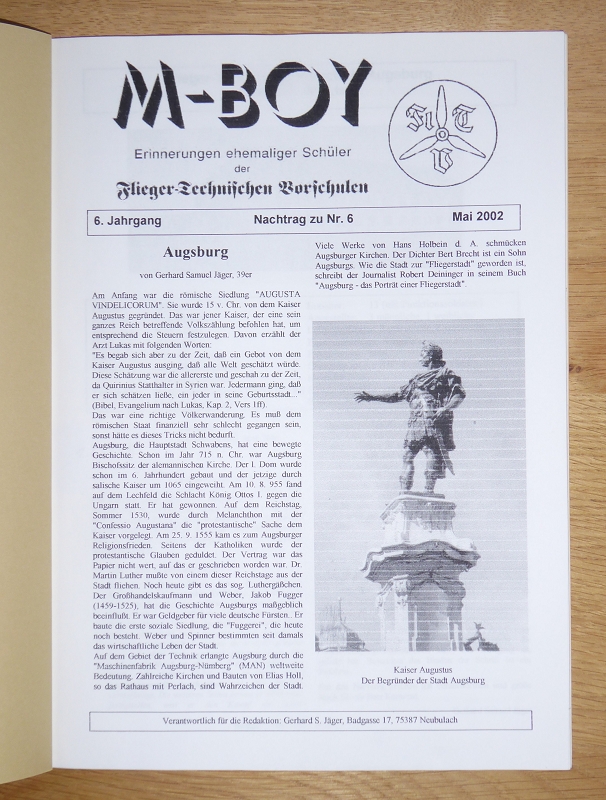 M-BOY
Erinnerungen ehemaliger Schüler
der
Flieger-Technischen Vorschulen
Fl T V
6. Jahrgang Nachtrag zu Nr. 6 Mai 2002
Augsburg
von Gerhard Samuel Jäger, 39er
Am Anfang war die römische Siedlung "AUGUSTA
VINDELICORUM". Sie wurde 15 v. Chr. von dem Kaiser
Augustus gegründet. Das war jener Kaiser, der eine sein
ganzes Reich betreffende Volkszählung befohlen hat, um
entsprechend die Steuern festzulegen. Davon erzählt der
Arzt Lukas mit folgenden Worten:
"Es begab sich aber zu der Zeit, daß ein Gebot von dem
Kaiser Augustus ausging, daß alle Welt geschätzt würde.
Diese Schätzung war die allererste und geschah zu der Zeit,
da Quirinius Statthalter in Syrien war. Jedermann ging, daß
er sich schätzen ließe, ein jeder in seine Geburtsstadt..."
(Bibel, Evangelium nach Lukas, Kap. 2, Vers 1ff).
Das war eine richtige Völkerwanderung. Es muß dem
römischen Staat finanziell sehr schlecht gegangen sein,
sonst hätte es dieses Tricks nicht bedurft.
Augsburg, die Hauptstadt Schwabens, hat eine bewegte
Geschichte. Schon im Jahr 715 n. Chr. war Augsburg
Bischofssitz der alemannischen Kirche. Der 1. Dom wurde
schon im 6. Jahrhundert gebaut und der jetzige durch
salische Kaiser um 1065 eingeweiht. Am 10. 8. 955 fand
auf dem Lechfeld die Schlacht König Ottos I. gegen die
Ungarn statt. Er hat gewonnen. Auf dem Reichstag,
Sommer 1530, wurde durch Melanchthon mit der
"Confessio Augustana" die "protestantische" Sache dem
Kaiser vorgelegt. Am 25. 9. 1555 kam es zum Augsburger
Religionsfrieden. Seitens der Katholiken wurde der
protestantische Glauben geduldet. Der Vertrag war das
Papier nicht wert, auf das er geschrieben worden war. Dr.
Martin Luther mußte von einem dieser Reichstage aus der
Stadt fliehen. Noch heute gibt es das sog. Luthergäßchen.
Der Großhandelskaufmann und Weber, Jakob Fugger
(1459-1525), hat die Geschichte Augsburgs maßgeblich
beeinflußt. Er war Geldgeber für viele deutsche Fürsten.. Er
baute die erste soziale Siedlung, die "Fuggerei", die heute
noch besteht. Weber und Spinner bestimmten seit damals
das wirtschaftliche Leben der Stadt.
Auf dem Gebiet der Technik erlangte Augsburg durch die
"Maschinenfabrik Augsburg-Nürnberg" (MAN) weltweite
Bedeutung. Zahlreiche Kirchen und Bauten von Elias Holl,
so das Rathaus mit Perlach, sind Wahrzeichen der Stadt.
Viele Werke von Hans Holbein d. A. schmücken
Augsburger Kirchen. Der Dichter Bert Brecht ist ein Sohn
Augsburgs. Wie die Stadt zur "Fliegerstadt" geworden ist,
schreibt der Journalist Robert Deininger in seinem Buch
"Augsburg - das Porträt einer Fliegerstadt".
Kaiser Augustus
Der Begründer der Stadt Augsburg
Verantwortlich für die Redaktion: Gerhard S. Jäger, Badgasse 17, 75387 Neubulach